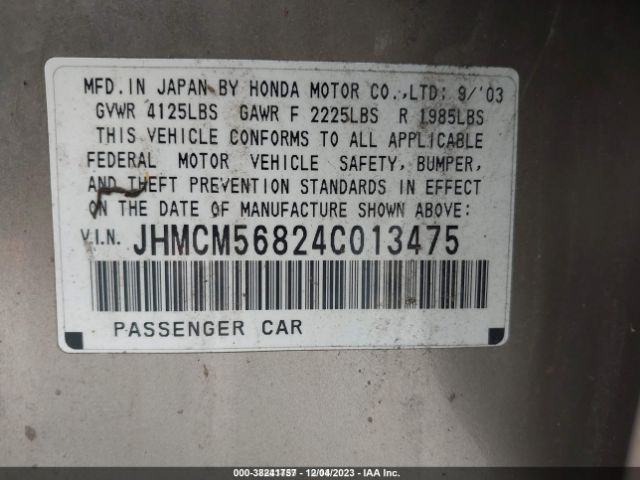 MFD. IN JAPAN BY HONDA MOTOR CO.,LTD: 9/'03
GVWR 4125LBS GAWR F 2225LBS R 1985LBS
THIS VEHICLE CONFORMS TO ALL APPLICABLE
FEDERAL MOTOR VEHICLE SAFETY, BUMPER,
AND THEFT PREVENTION STANDARDS IN EFFECT
ON THE DATE OF MANUFACTURE SHOWN ABOVE:
V.I.N. JHMCM56824C013475
PASSENGER CAR
000-38241757 - 12/04/2023 - IAA Inc.